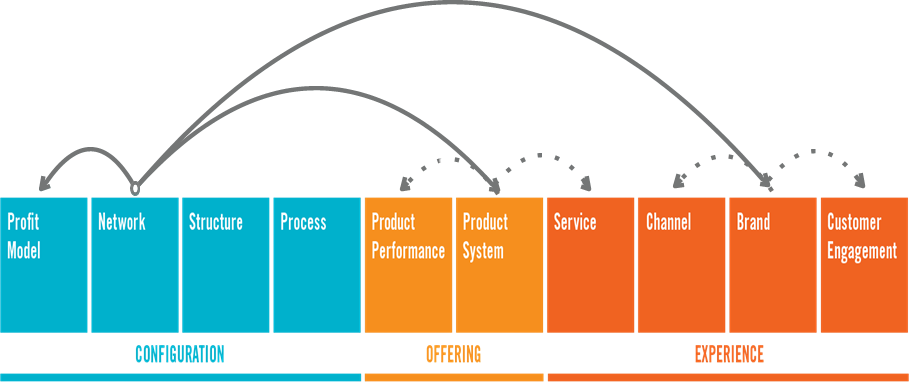 Profit
Model
Network
Structure
Process
Product
Performance
Product
System
Service
Channel
Brand
Customer
Engagement
CONFIGURATION
OFFERING
EXPERIENCE